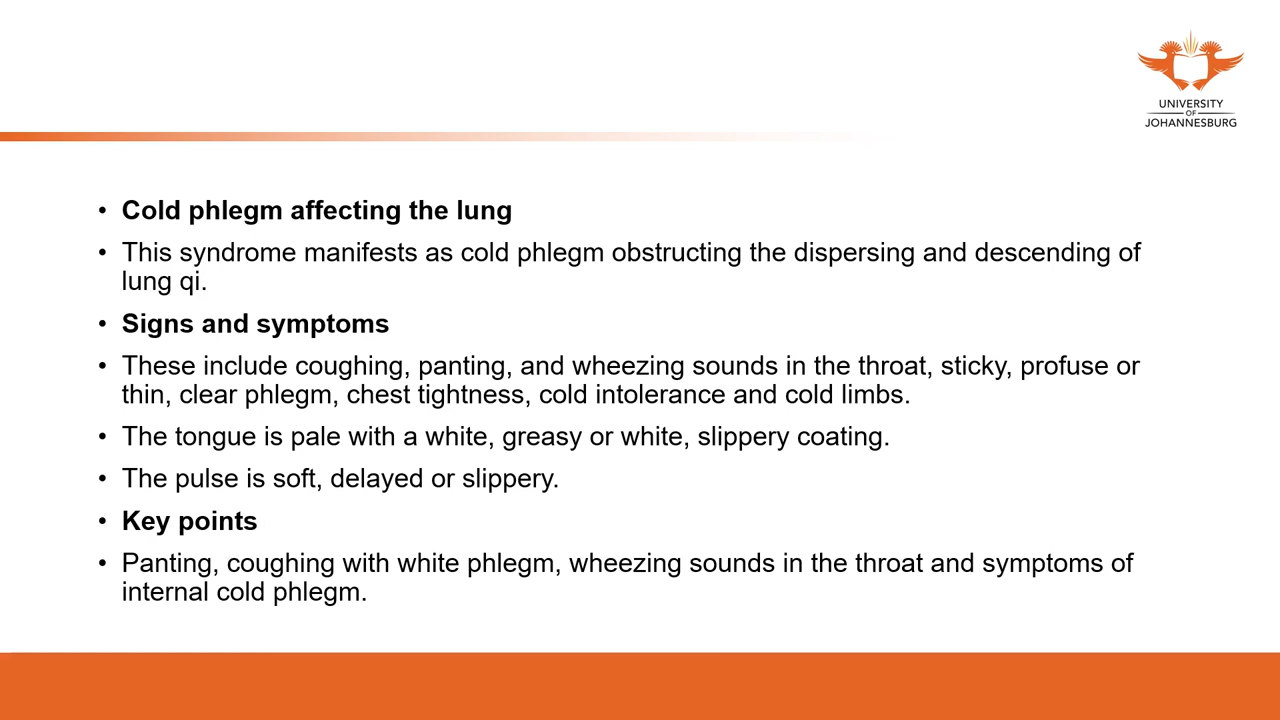 UNIVERSITY
OF
JOHANNESBURG
• Cold phlegm affecting the lung
• This syndrome manifests as cold phlegm obstructing the dispersing and descending of
lung qi.
• Signs and symptoms
• These include coughing, panting, and wheezing sounds in the throat, sticky, profuse or
thin, clear phlegm, chest tightness, cold intolerance and cold limbs.
• The tongue is pale with a white, greasy or white, slippery coating.
• The pulse is soft, delayed or slippery.
• Key points
• Panting, coughing with white phlegm, wheezing sounds in the throat and symptoms of
internal cold phlegm.